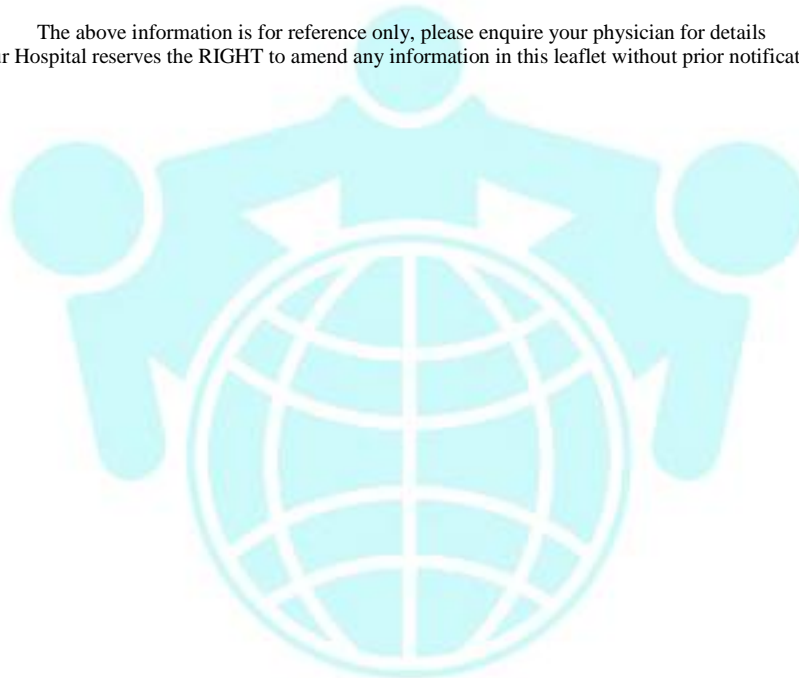 The above information is for reference only, please enquire your physician for details
Hospital reserves the RIGHT to amend any information in this leaflet without prior